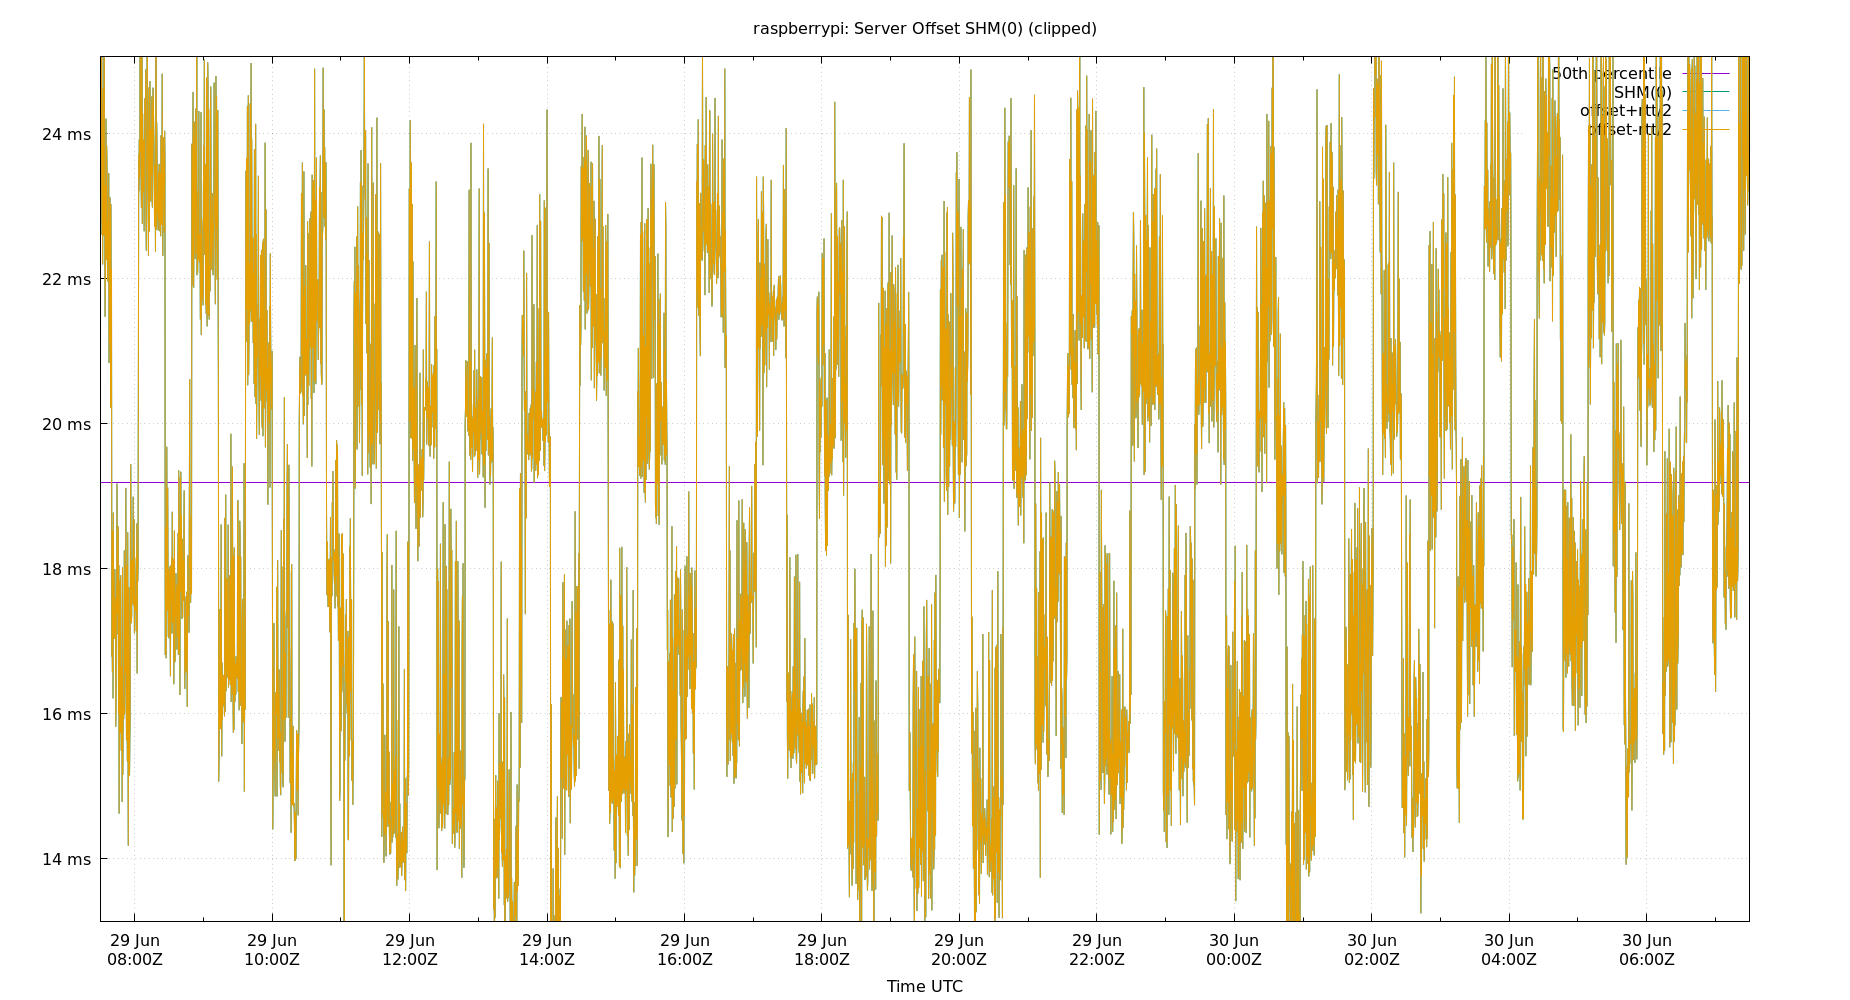 raspberrypi: Server Offset SHM(0) (clipped)
50th percentile
SHM(0)
offset+rtt/2
offset-rtt/2
24 ms
22 ms
20 ms
18 ms
16 ms
14 ms
29 Jun 29 Jun 29 Jun 29 Jun 29 Jun 29 Jun 29 Jun 29 Jun 30 Jun 30 Jun 30 Jun 30 Jun
08:00Z 10:00Z 12:00Z 14:00Z 16:00Z 18:00Z 20:00Z 22:00Z 00:00Z 02:00Z 04:00Z 06:00Z
Time UTC